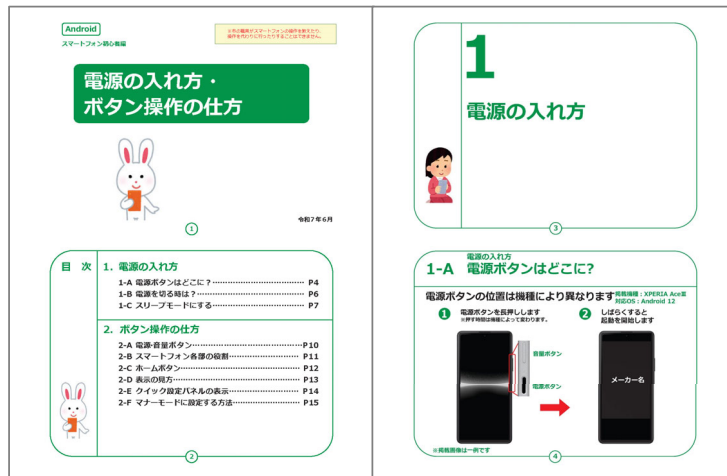 Android
スマートフォン初心者編
※市の職員がスマートフォンの操作を教えたり、
操作を代わりに行ったりすることはできません。
電源の入れ方・
ボタン操作の仕方
①
令和7年6月
目 次
1. 電源の入れ方
1-A 電源ボタンはどこに？ P4
1-B 電源を切る時は？ P6
1-C スリープモードにする P7
2. ボタン操作の仕方
2-A 電源・音量ボタン P10
2-B スマートフォン各部の役割 P11
2-C ホームボタン P12
2-D 表示の見方 P13
2-E クイック設定パネルの表示 P14
2-F マナーモードに設定する方法 P15
②
1
電源の入れ方
③
電源の入れ方
1-A 電源ボタンはどこに?
電源ボタンの位置は機種により異なります
掲載機種：XPERIA AceⅢ
対応OS：Android 12
❶ 電源ボタンを長押しします
※押す時間は機種によって変わります。
❷ しばらくすると
起動を開始します
音量ボタン
電源ボタン
メーカー名
※掲載画像は一例です
④